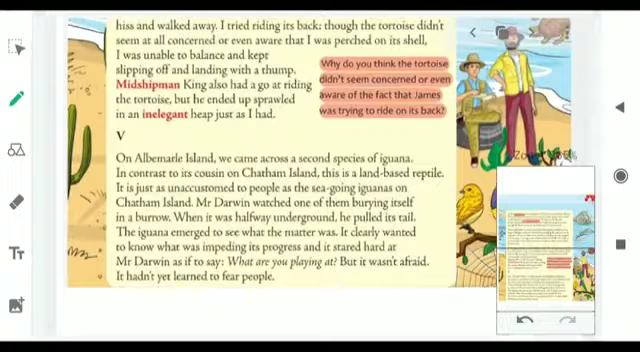 hiss and walked away. I tried riding its back: though the tortoise didn't
seem at all concerned or even aware that I was perched on its shell,
I was unable to balance and kept
slipping off and landing with a thump.
Midshipman King also had a go at riding
the tortoise, but he ended up sprawled
in an inelegant heap just as I had.
Why do you think the tortoise
didn't seem concerned or even
aware of the fact that James
was trying to ride on its back?
V
On Albemarle Island, we came across a second species of iguana.
In contrast to its cousin on Chatham Island, this is a land-based reptile.
It is just as unaccustomed to people as the sea-going iguanas on
Chatham Island. Mr Darwin watched one of them burying itself
in a burrow. When it was halfway underground, he pulled its tail.
The iguana emerged to see what the matter was. It clearly wanted
to know what was impeding its progress and it stared hard at
Mr Darwin as if to say: What are you playing at? But it wasn't afraid.
It hadn't yet learned to fear people.